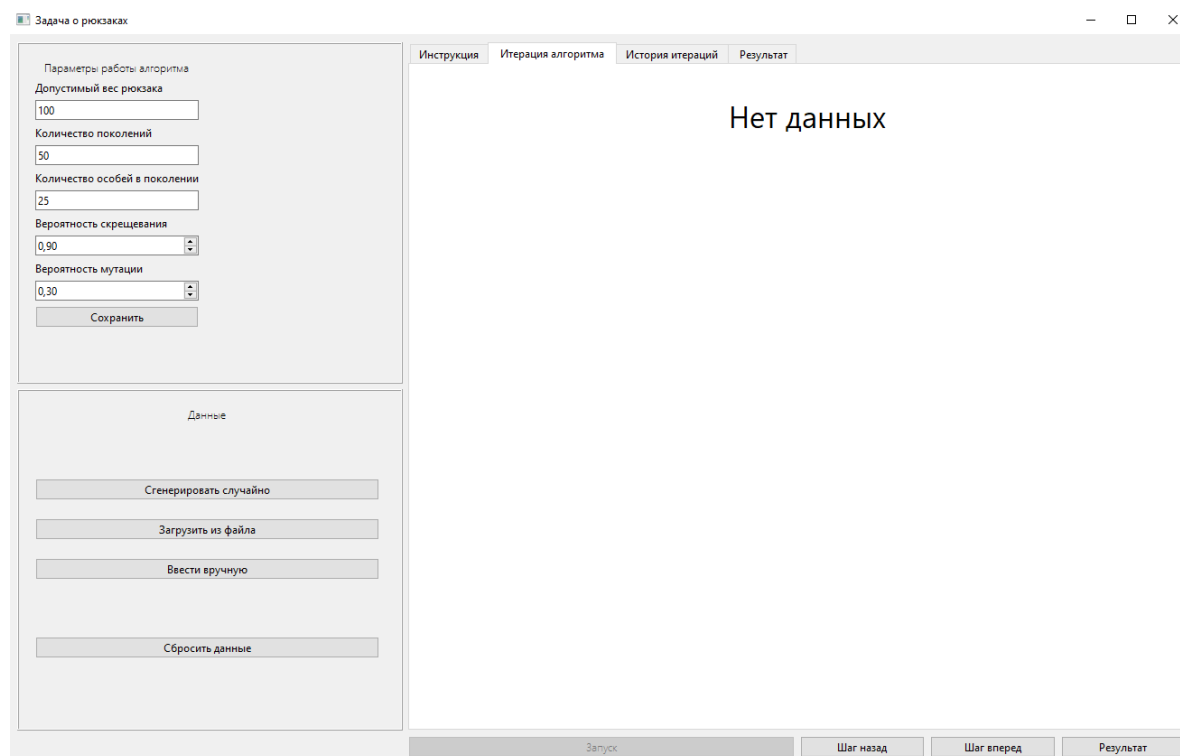 Задача о рюкзаках
Параметры работы алгоритма
Допустимый вес рюкзака
100
Количество поколений
50
Количество особей в поколении
25
Вероятность скрещевания
0,90
Вероятность мутации
0,30
Сохранить
Данные
Сгенерировать случайно
Загрузить из файла
Ввести вручную
Сбросить данные
Инструкция Итерация алгоритма История итераций Результат
Нет данных
Запуск Шаг назад Шаг вперед Результат